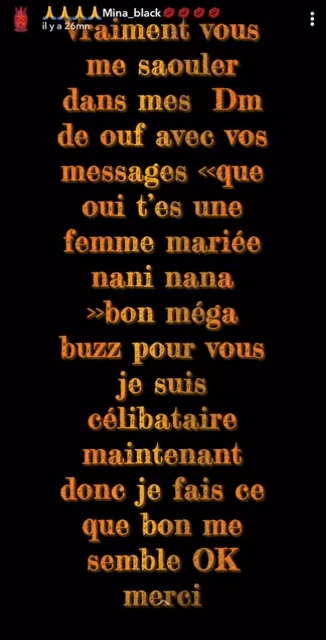 🙏🙏🙏🙏Mina_black💋💋💋💋
il y a 26mn
Vraiment vous
me saouler
dans mes Dm
de ouf avec vos
messages «que
oui t'es une
femme mariée
nani nana
»bon méga
buzz pour vous
je suis
célibataire
maintenant
donc je fais ce
que bon me
semble OK
merci